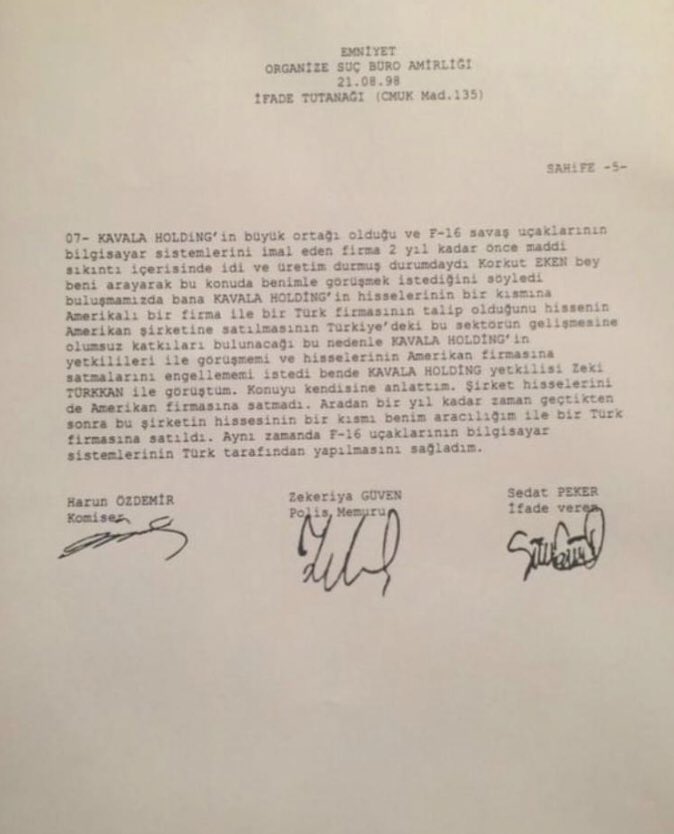 EMNİYET
ORGANİZE SUÇ BÜRO AMİRLİĞİ
21.08.98
İFADE TUTANAĞI (CMUK Mad.135)
SAHİFE -5-
07- KAVALA HOLDİNG'in büyük ortağı olduğu ve F-16 savaş uçaklarının
bilgisayar sistemlerini imal eden firma 2 yıl kadar önce maddi
sıkıntı içerisinde idi ve üretim durmuş durumdaydı Korkut EKEN bey
beni arayarak bu konuda benimle görüşmek istediğini söyledi
buluşmamızda bana KAVALA HOLDİNG'in hisselerinin bir kısmına
Amerikalı bir firma ile bir Türk firmasının talip olduğunu hissenin
Amerikan şirketine satılmasının Türkiye'deki bu sektörün gelişmesine
olumsuz katkıları bulunacağı bu nedenle KAVALA HOLDİNG'in
yetkilileri ile görüşmemi ve hisselerinin Amerikan firmasına
satmalarını engellememi istedi bende KAVALA HOLDİNG yetkilisi Zeki
TÜRKKAN ile görüştüm. Konuyu kendisine anlattım. Şirket hisselerini
de Amerikan firmasına satmadı. Aradan bir yıl kadar zaman geçtikten
sonra bu şirketin hissesinin bir kısmı benim aracılığım ile bir Türk
firmasına satıldı. Aynı zamanda F-16 uçaklarının bilgisayar
sistemlerinin Türk tarafından yapılmasını sağladım.
Harun ÖZDEMİR Zekeriya GÜVEN Sedat PEKER
Komiser Polis Memuru İfade veren